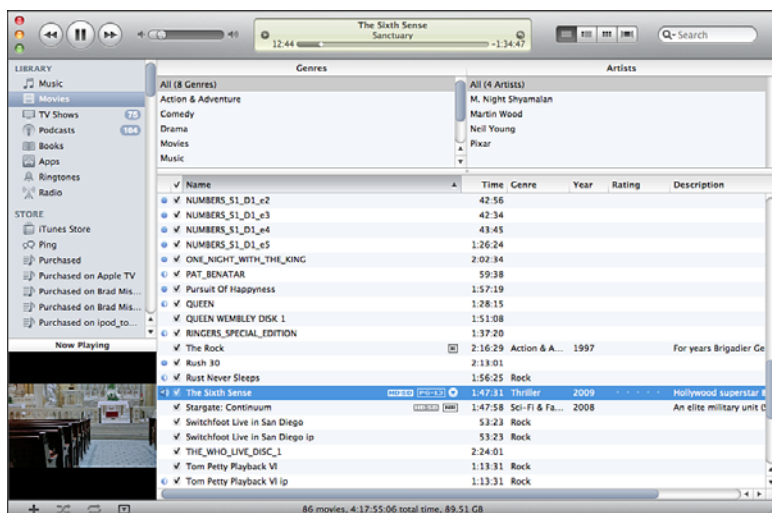 The Sixth Sense
Sanctuary
12:44
-1:34:47
Search
LIBRARY
Music
Movies
TV Shows 75
Podcasts 104
Books
Apps
Ringtones
Radio
STORE
iTunes Store
Ping
Purchased
Purchased on Apple TV
Purchased on Brad Mis...
Purchased on Brad Mis...
Purchased on ipod_to...
Now Playing
Genres
All (8 Genres)
Action & Adventure
Comedy
Drama
Movies
Music
Artists
All (4 Artists)
M. Night Shyamalan
Martin Wood
Neil Young
Pixar
Name Time Genre Year Rating Description
NUMBERS_S1_D1_e2 42:56
NUMBERS_S1_D1_e3 42:34
NUMBERS_S1_D1_e4 43:45
NUMBERS_S1_D1_e5 1:26:24
ONE_NIGHT_WITH_THE_KING 2:02:34
PAT_BENATAR 59:38
Pursuit Of Happyness 1:57:19
QUEEN 1:28:15
QUEEN WEMBLEY DISK 1 1:51:08
RINGERS_SPECIAL_EDITION 1:37:20
The Rock 2:16:29 Action & A... 1997 For years Brigadier Ge
Rush 30 2:13:01
Rust Never Sleeps 1:56:25 Rock
The Sixth Sense HD-SD PG-13 1:47:31 Thriller 2009 Hollywood superstar B
Stargate: Continuum HD-SD 1:47:58 Sci-Fi & Fa... 2008 An elite military unit (S
Switchfoot Live in San Diego 53:23 Rock
Switchfoot Live in San Diego ip 53:23 Rock
THE_WHO_LIVE_DISC_1 2:24:01
Tom Petty Playback VI 1:13:31 Rock
Tom Petty Playback VI ip 1:13:31 Rock
86 movies, 4:17:55:06 total time, 89.51 GB